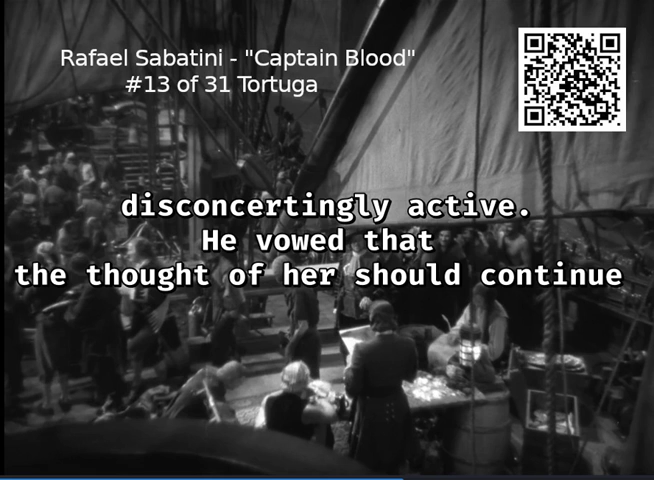 Rafael Sabatini - "Captain Blood"
#13 of 31 Tortuga
disconcertingly active.
He vowed that
the thought of her should continue